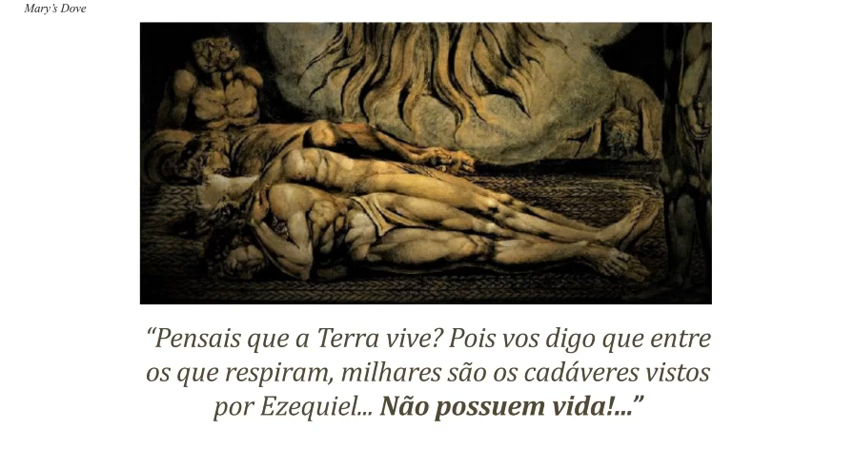 Mary’s Dove
“Pensais que a Terra vive? Pois vos digo que entre
os que respiram, milhares são os cadáveres vistos
por Ezequiel... Não possuem vida!...”